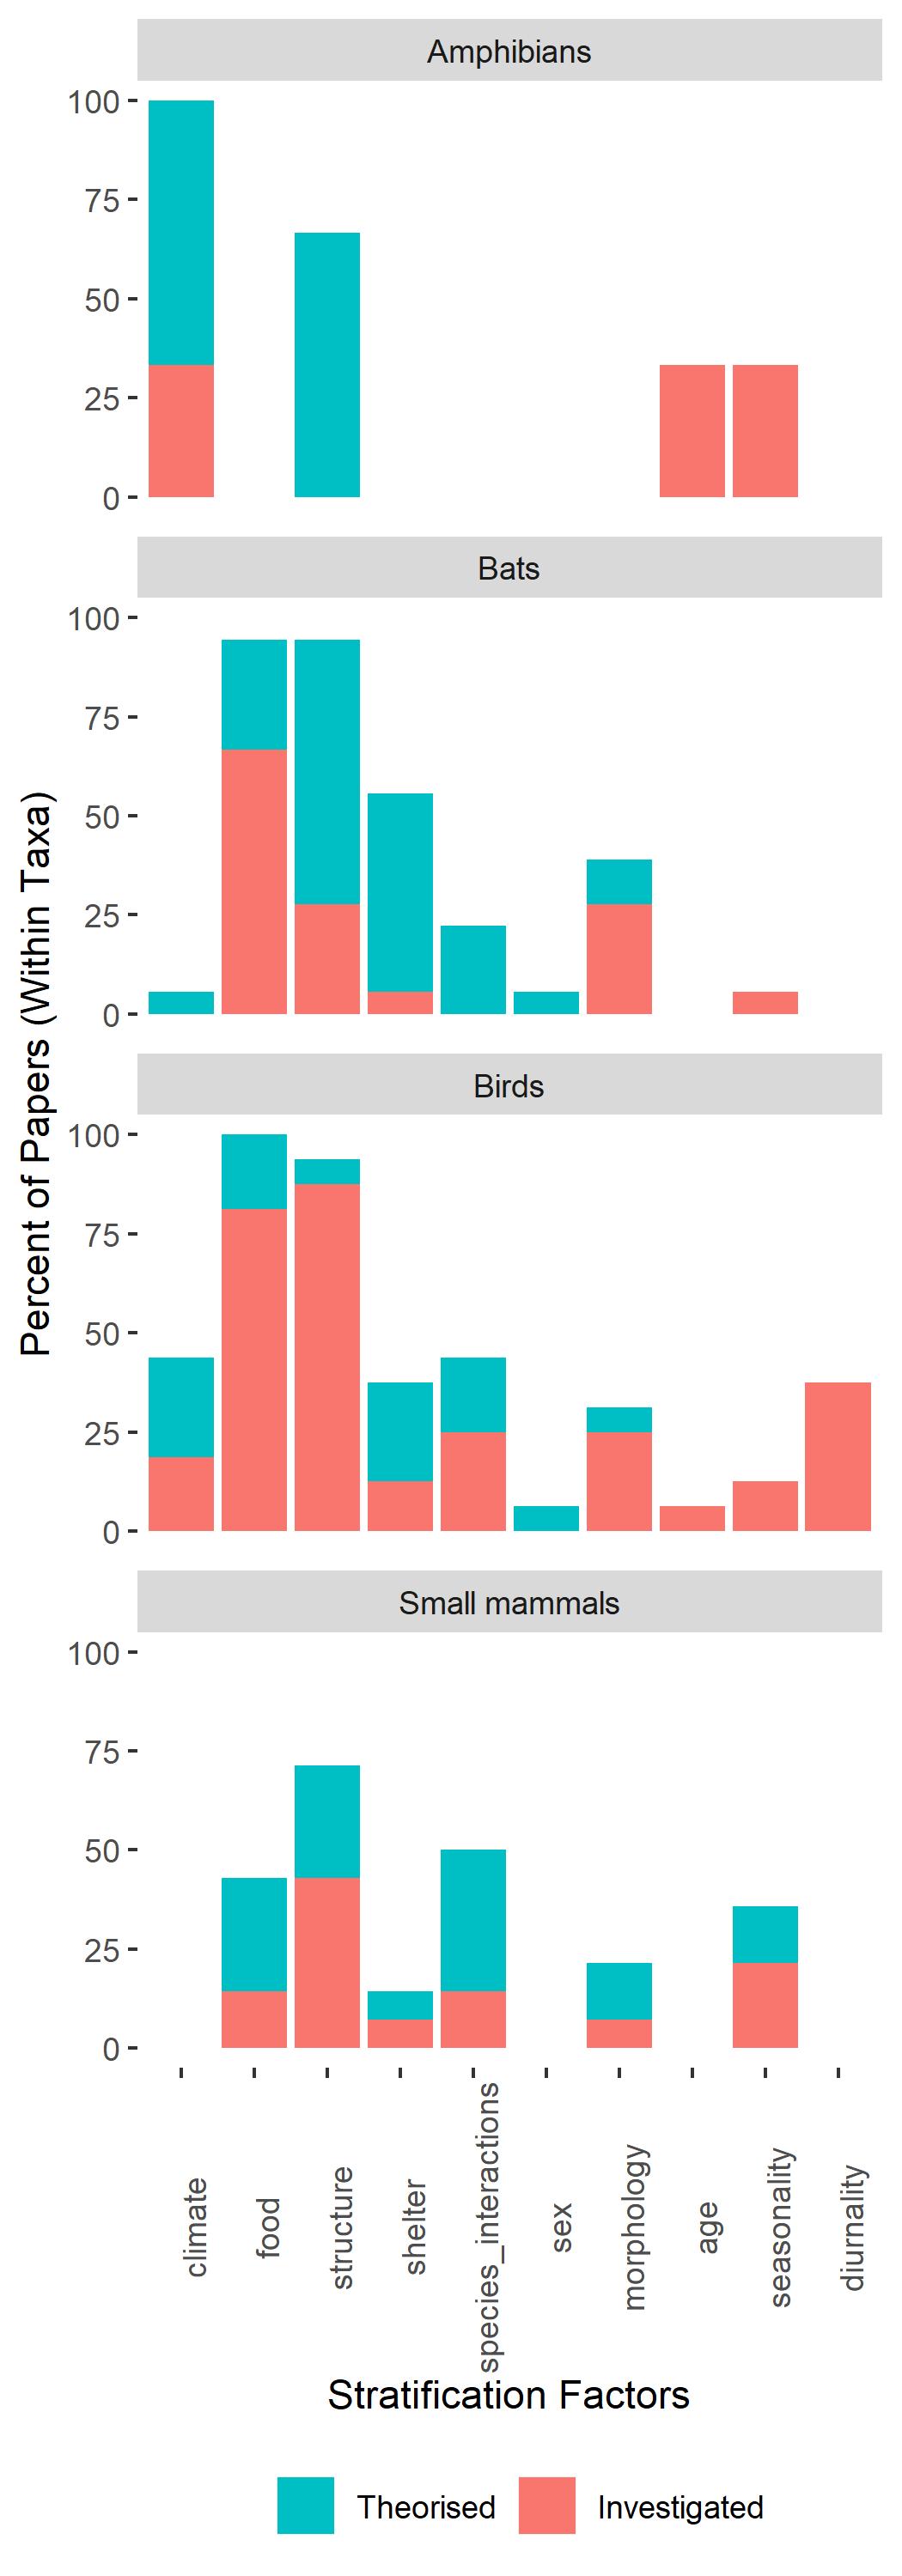 Amphibians
100
75
50
25
0
Bats
100
75
50
25
0
Birds
100
75
50
25
0
Small mammals
100
75
50
25
0
Percent of Papers (Within Taxa)
climate
food
structure
shelter
species_interactions
sex
morphology
age
seasonality
diurnality
Stratification Factors
Theorised
Investigated